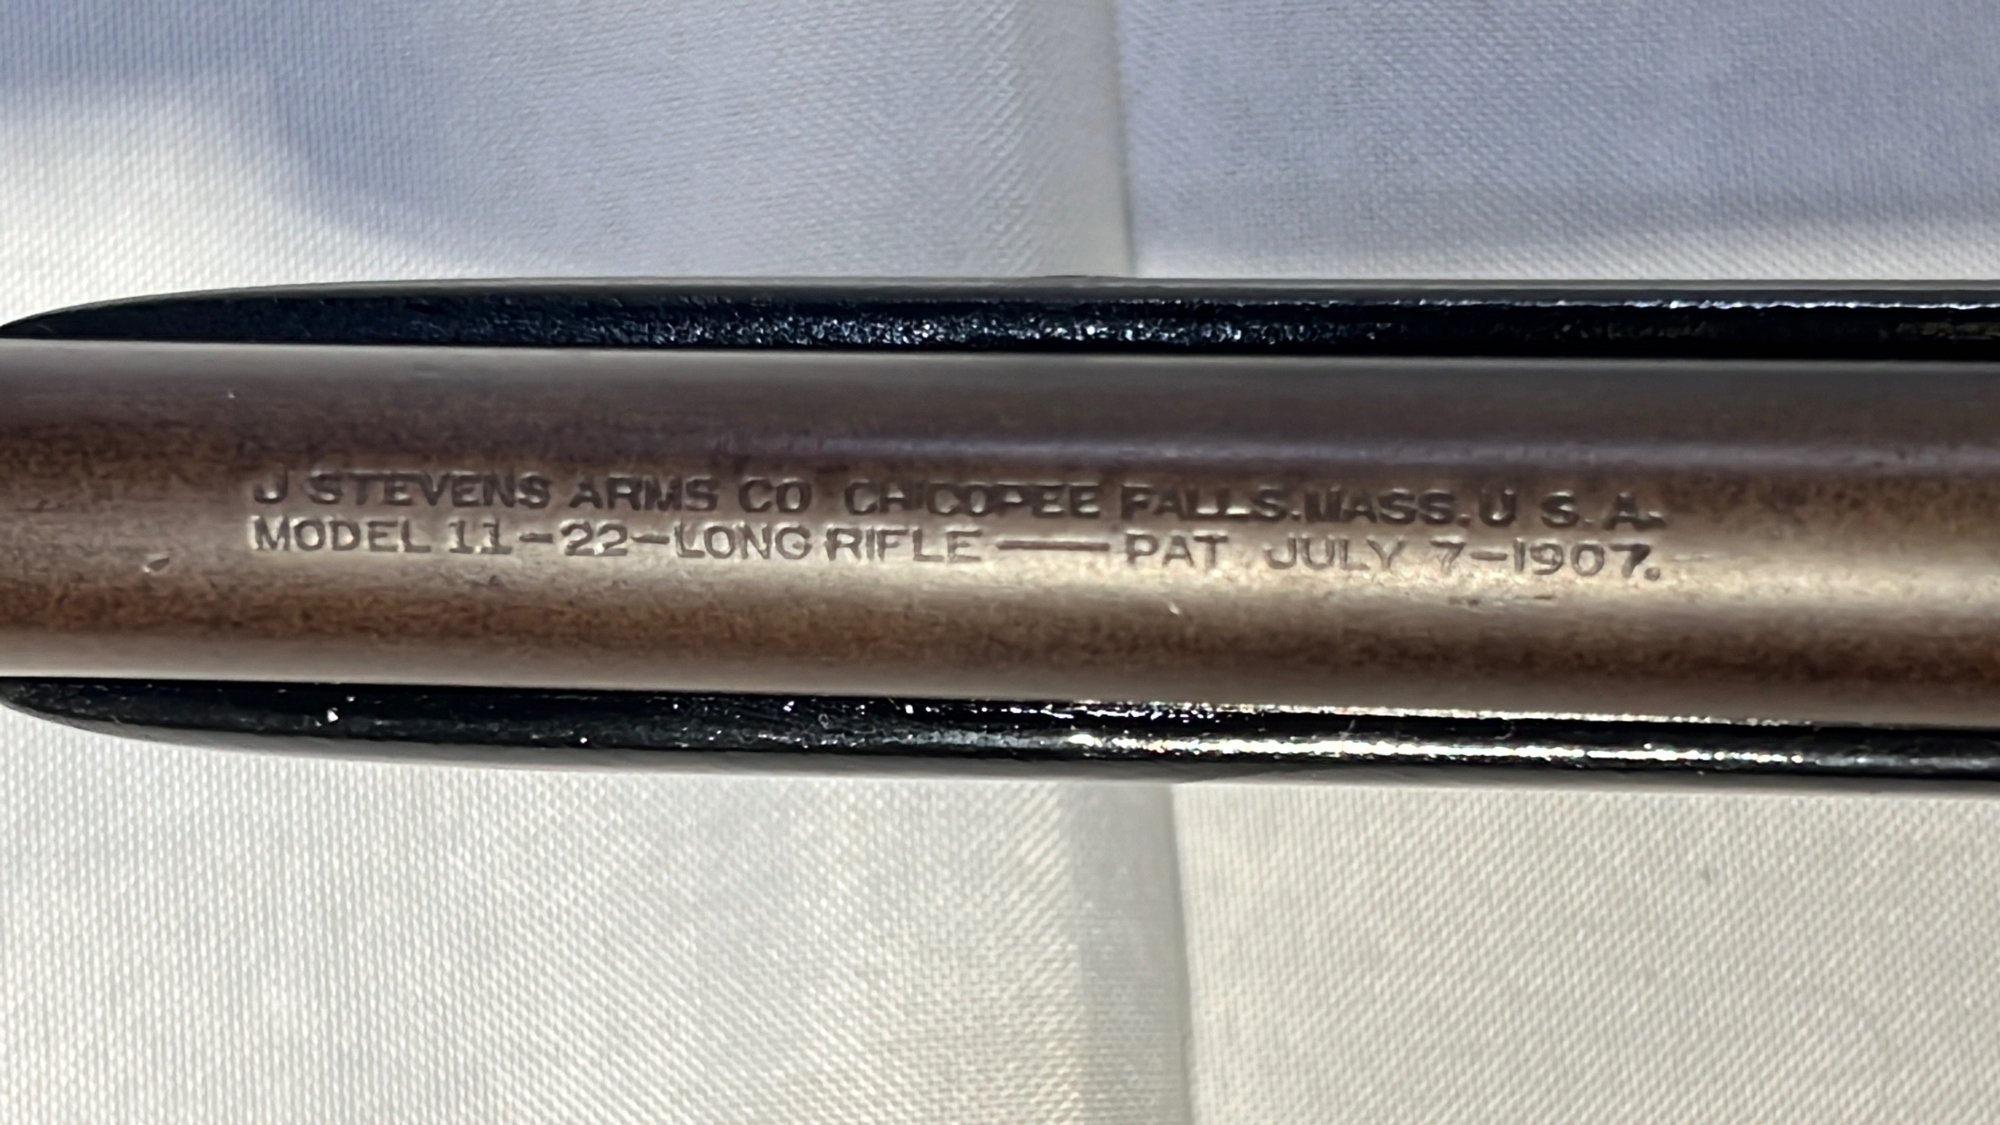 J STEVENS ARMS CO CHICOPEE FALLS. MASS. U S. A.
MODEL 11-22-LONG RIFLE — PAT JULY 7-1907.